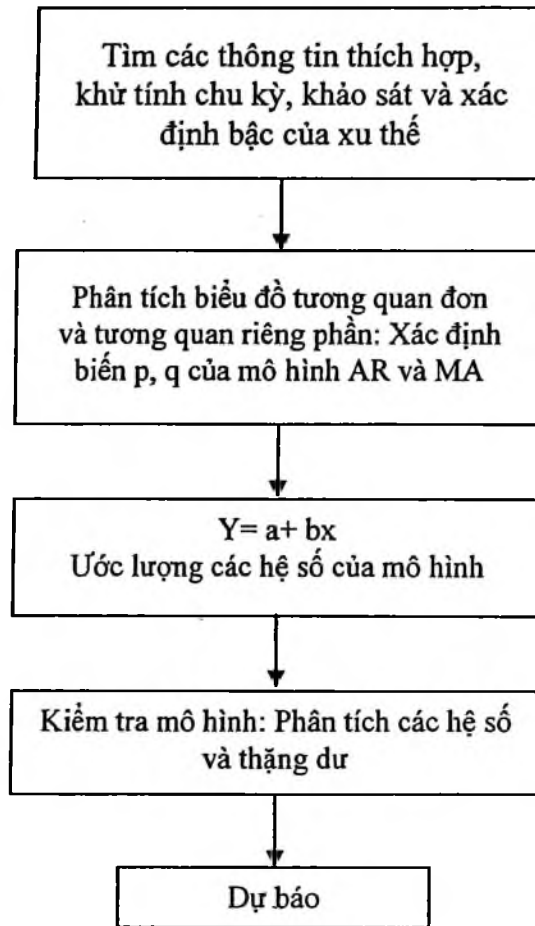 Tìm các thông tin thích hợp,
khử tính chu kỳ, khảo sát và xác
định bậc của xu thế
Phân tích biểu đồ tương quan đơn
và tương quan riêng phần: Xác định
biến p, q của mô hình AR và MA
Y= a+ bx
Ước lượng các hệ số của mô hình
Kiểm tra mô hình: Phân tích các hệ số
và thặng dư
Dự báo